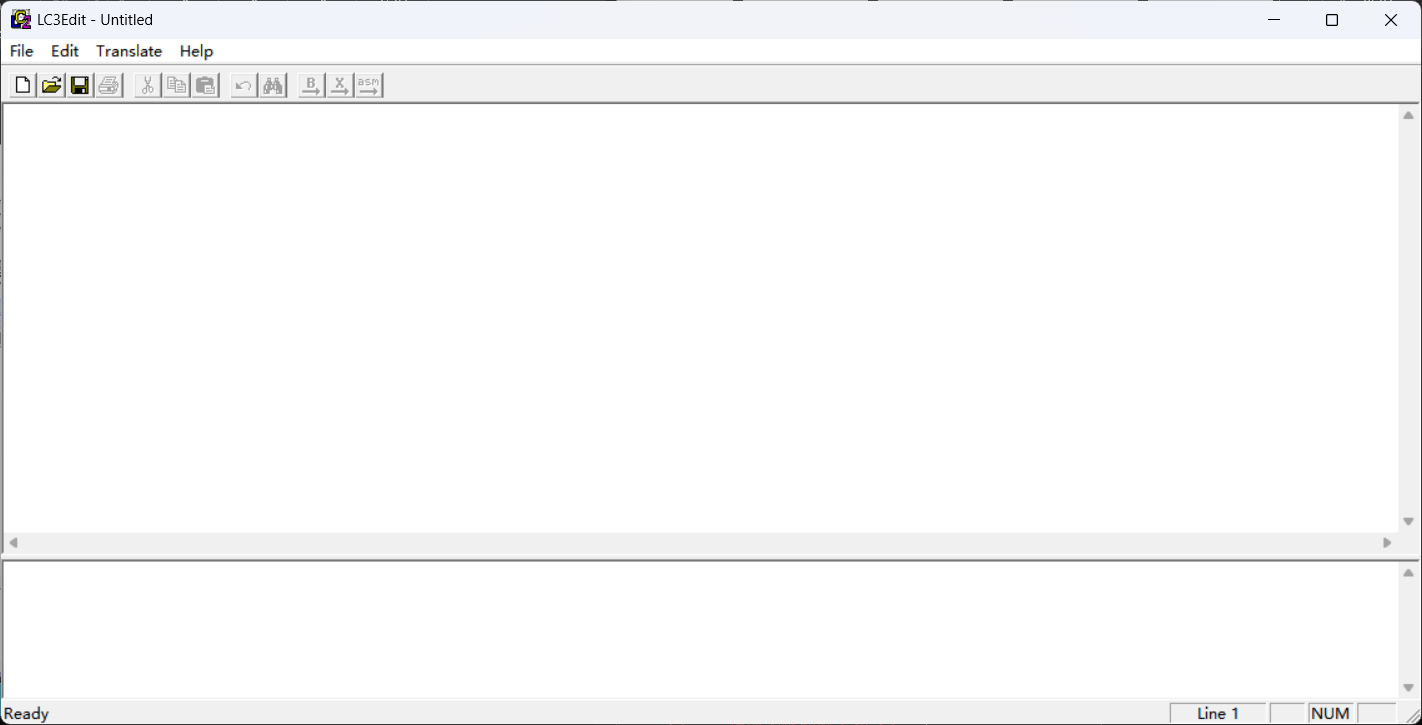 LC3Edit - Untitled
File Edit Translate Help
B X asm
Ready Line 1 NUM